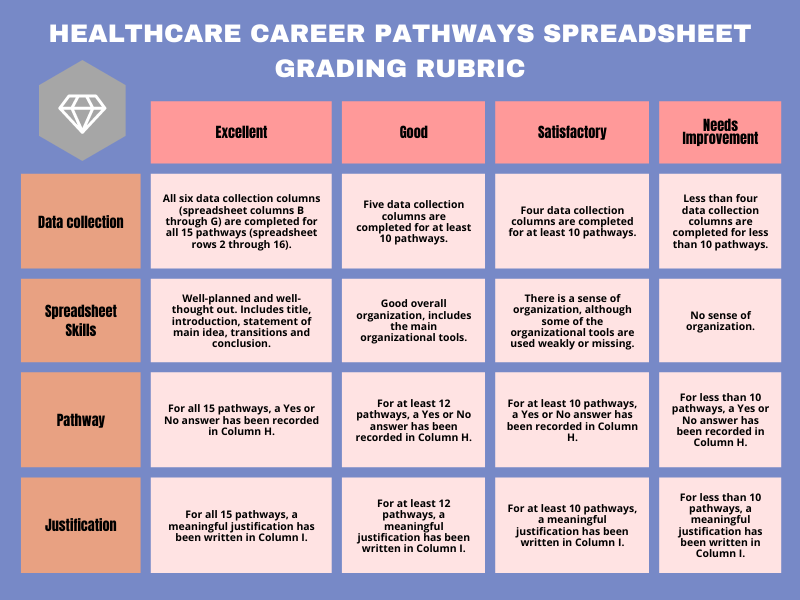 HEALTHCARE CAREER PATHWAYS SPREADSHEET
GRADING RUBRIC
Excellent
Good
Satisfactory
Needs
Improvement
Data collection
All six data collection columns
(spreadsheet columns B
through G) are completed for
all 15 pathways (spreadsheet
rows 2 through 16).
Five data collection
columns are
completed for at least
10 pathways.
Four data collection
columns are completed
for at least 10 pathways.
Less than four
data collection
columns are
completed for less
than 10 pathways.
Spreadsheet
Skills
Well-planned and well-
thought out. Includes title,
introduction, statement of
main idea, transitions and
conclusion.
Good overall
organization, includes
the main
organizational tools.
There is a sense of
organization, although
some of the
organizational tools are
used weakly or missing.
No sense of
organization.
Pathway
For all 15 pathways, a Yes or
No answer has been recorded
in Column H.
For at least 12
pathways, a Yes or No
answer has been
recorded in Column H.
For at least 10 pathways,
a Yes or No answer has
been recorded in Column
H.
For less than 10
pathways, a Yes or
No answer has
been recorded in
Column H.
Justification
For all 15 pathways, a
meaningful justification has
been written in Column I.
For at least 12
pathways, a
meaningful
justification has been
written in Column I.
For at least 10 pathways,
a meaningful
justification has been
written in Column I.
For less than 10
pathways, a
meaningful
justification has
been written in
Column I.